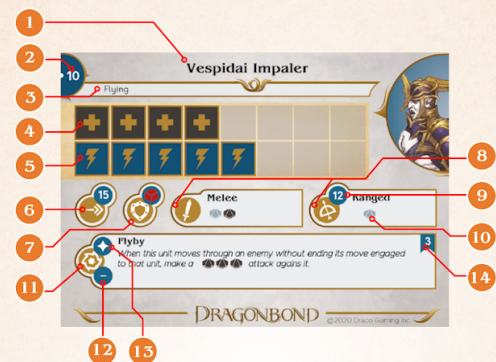 1
2
Vespidai Impaler
10
3
Flying
4
5
8
15
Melee
12
Ranged
9
6
7
10
Flyby
3
When this unit moves through an enemy without ending its move engaged
to that unit, make a attack agains it.
11
–
14
DRAGONBOND
©2020 Draco Gaming Inc.
12
13